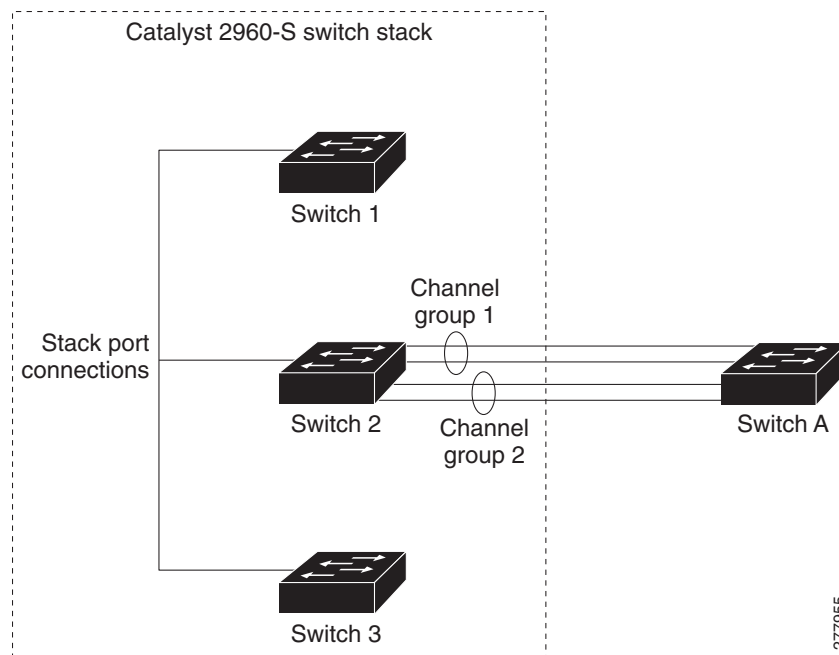 Catalyst 2960-S switch stack
Switch 1
Channel
group 1
Stack port
connections
Switch 2
Channel
group 2
Switch A
Switch 3
277955